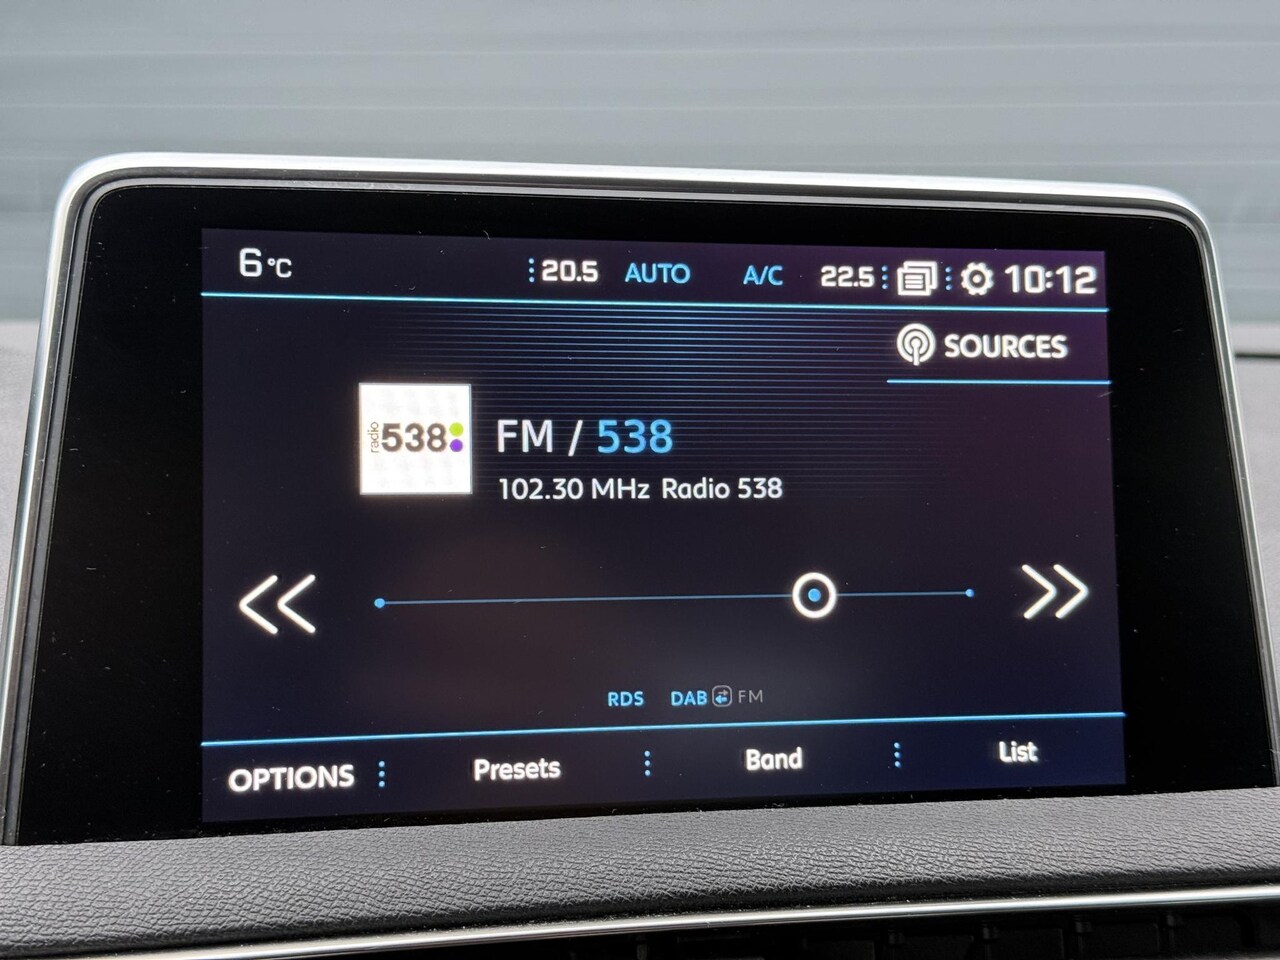 6°C 20.5 AUTO A/C 22.5 10:12
SOURCES
radio 538
FM / 538
102.30 MHz Radio 538
RDS DAB FM
OPTIONS Presets Band List